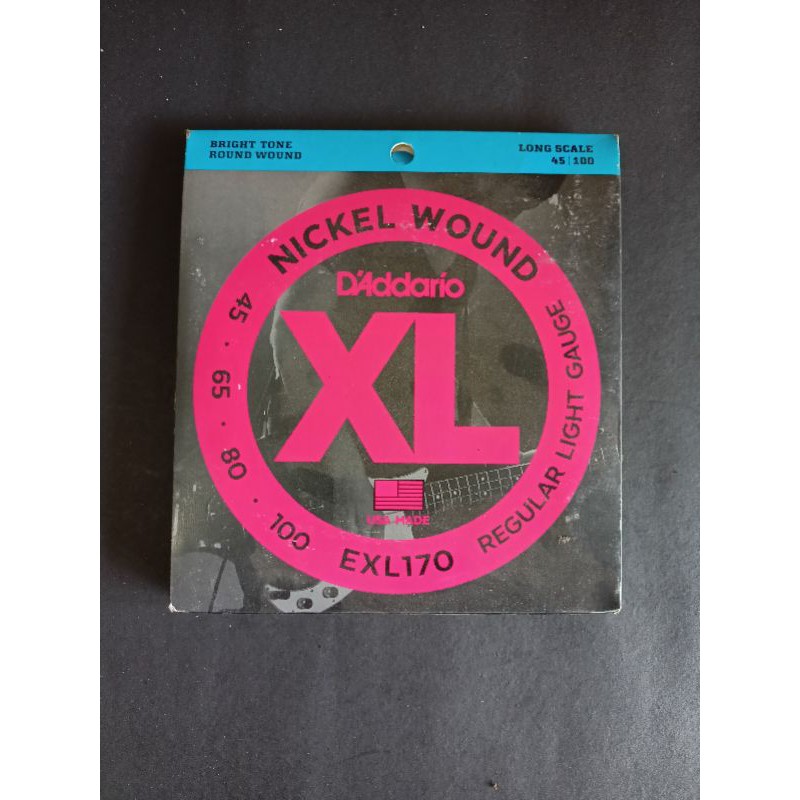 BRIGHT TONE
ROUND WOUND
LONG SCALE
45 | 100
NICKEL WOUND
D'Addario
XL
45 · 65 · 80 · 100
REGULAR LIGHT GAUGE
USA MADE
EXL170